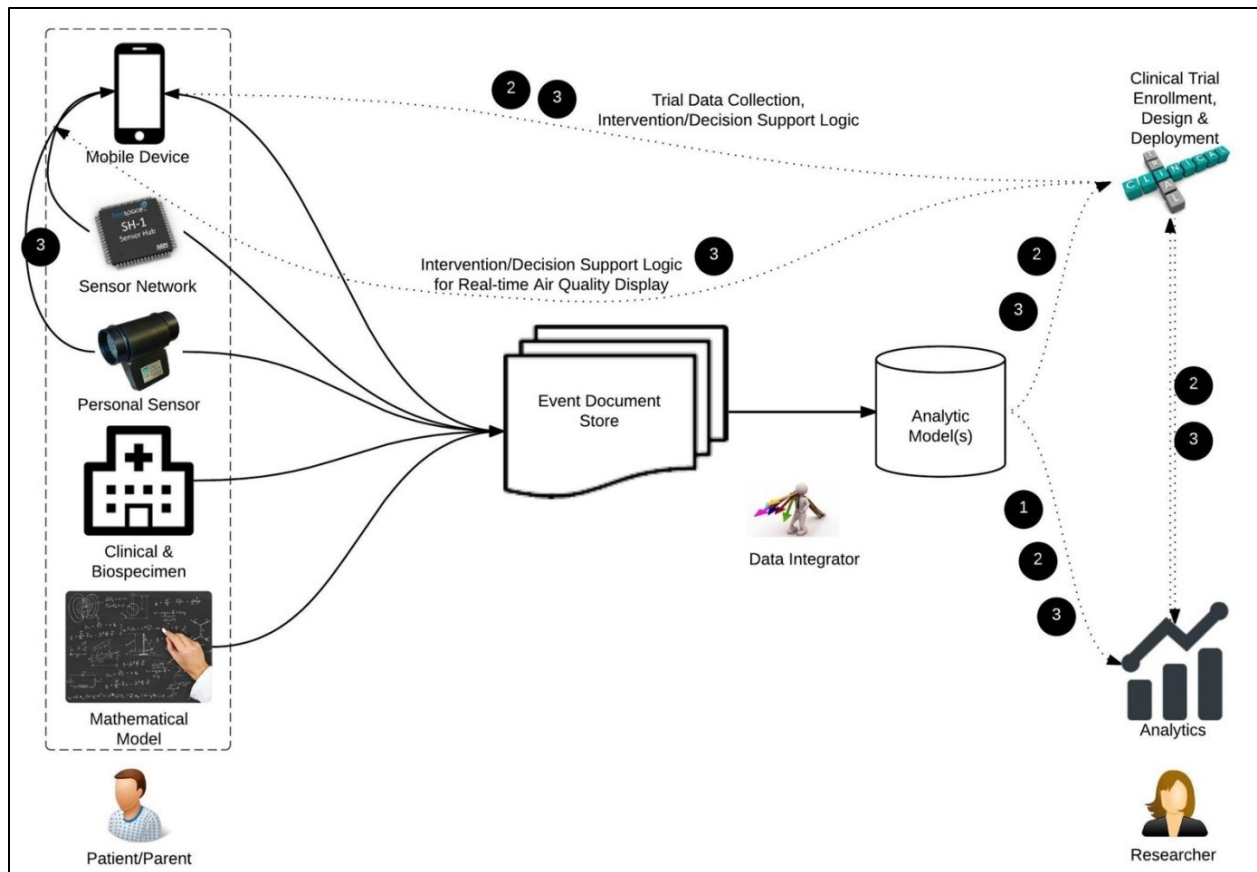 Mobile Device
2
3
Trial Data Collection,
Intervention/Decision Support Logic
Clinical Trial
Enrollment,
Design &
Deployment
CLINICAL
TRIAL
SH-1
Sensor Hub
Sensor Network
3
Intervention/Decision Support Logic
for Real-time Air Quality Display
3
2
3
Personal Sensor
Event Document
Store
Analytic
Model(s)
2
3
Clinical &
Biospecimen
Data Integrator
1
2
3
Mathematical
Model
Analytics
Patient/Parent
Researcher